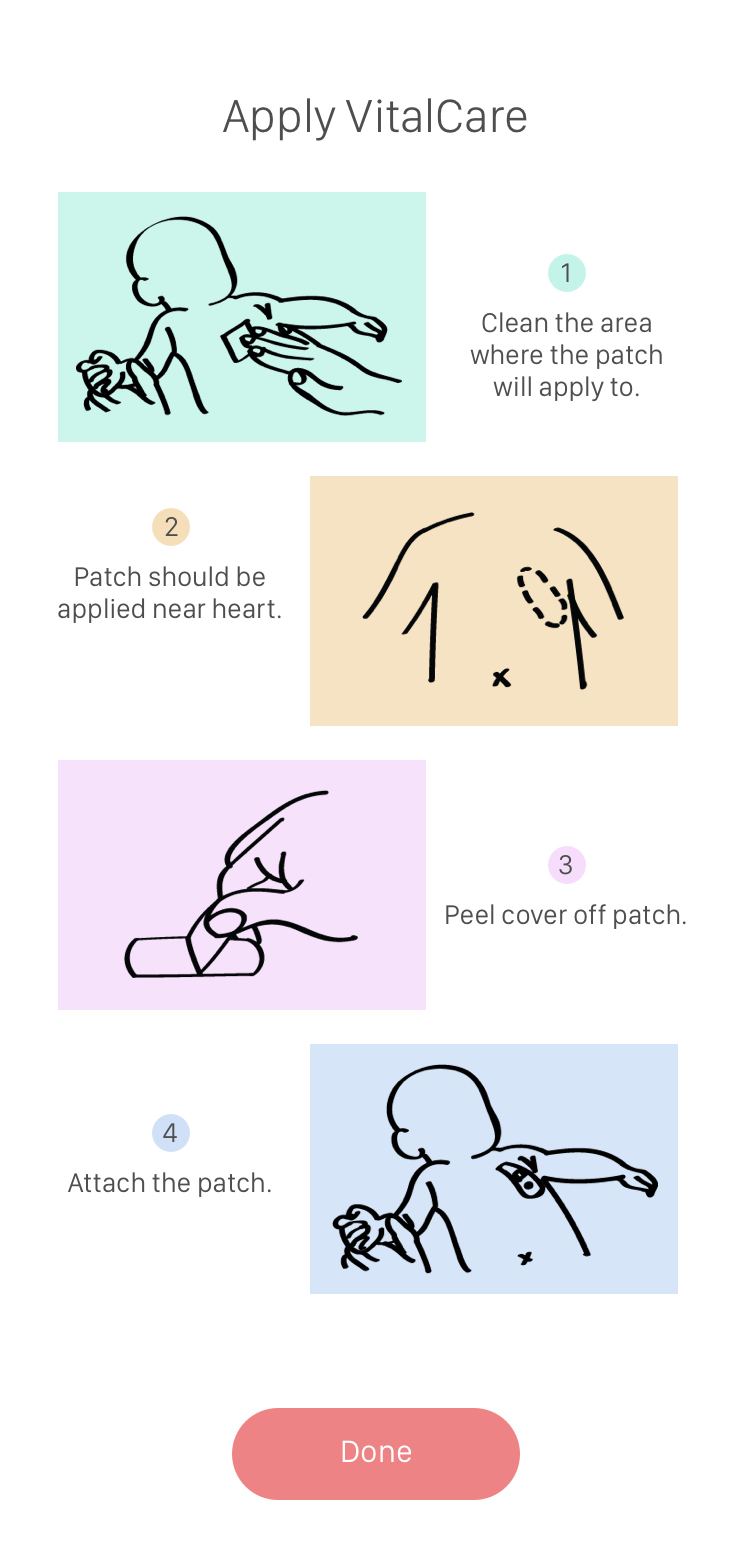 Apply VitalCare
1
Clean the area
where the patch
will apply to.
2
Patch should be
applied near heart.
3
Peel cover off patch.
4
Attach the patch.
Done